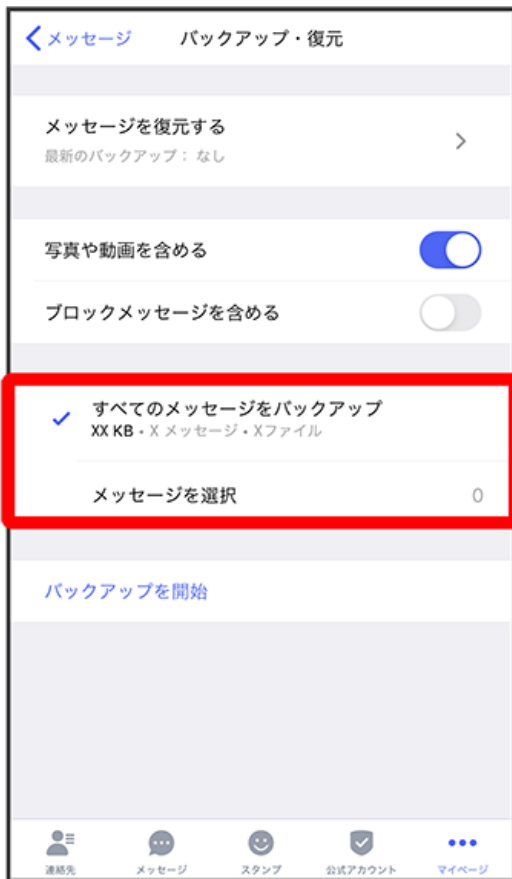 メッセージ
バックアップ・復元
メッセージを復元する
最新のバックアップ： なし
写真や動画を含める
ブロックメッセージを含める
すべてのメッセージをバックアップ
XX KB・X メッセージ・Xファイル
メッセージを選択 0
バックアップを開始
連絡先 メッセージ スタンプ 公式アカウント マイページ